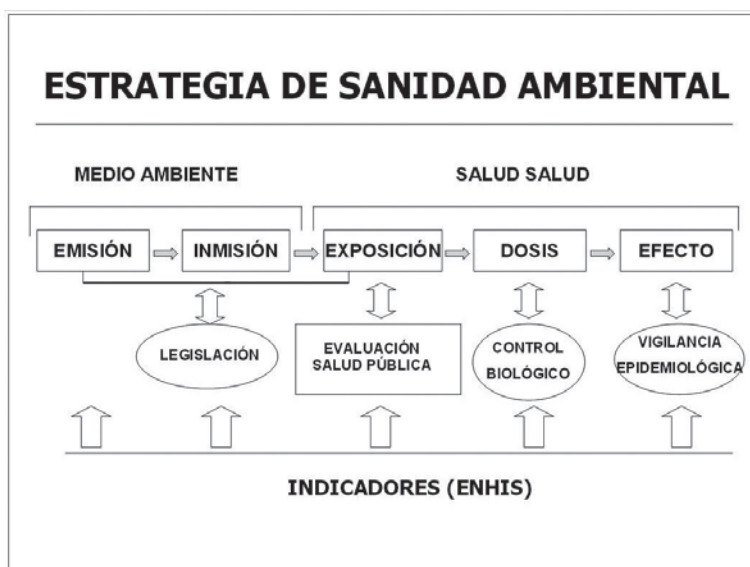 ESTRATEGIA DE SANIDAD AMBIENTAL
MEDIO AMBIENTE
SALUD SALUD
EMISIÓN
INMISIÓN
EXPOSICIÓN
DOSIS
EFECTO
LEGISLACIÓN
EVALUACIÓN
SALUD PÚBLICA
CONTROL
BIOLÓGICO
VIGILANCIA
EPIDEMIOLÓGICA
INDICADORES (ENHIS)